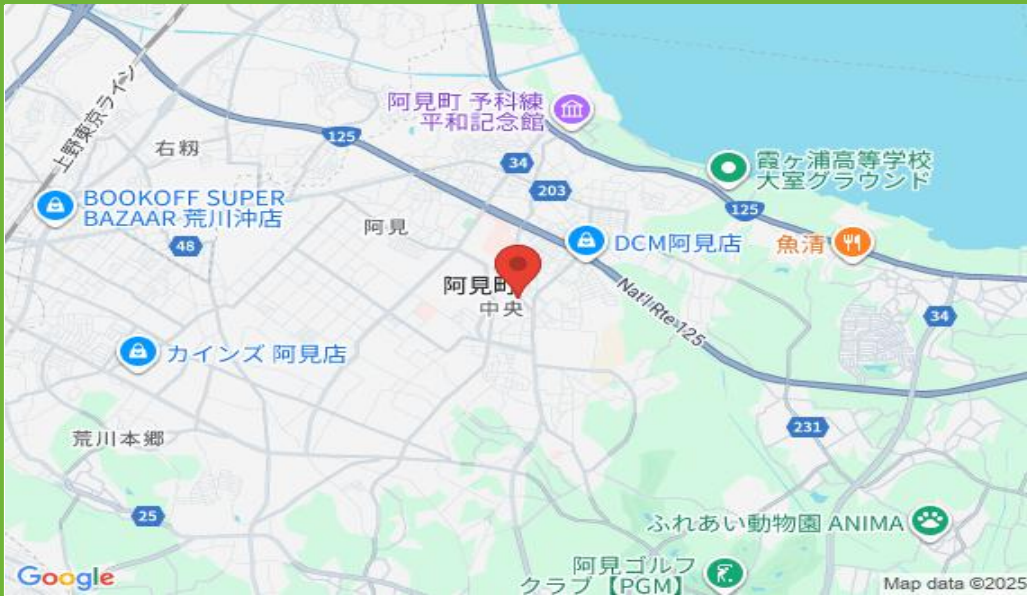 上野東京ライン
右籾
125
阿見町 予科練
平和記念館
34
203
霞ヶ浦高等学校
大室グラウンド
125
BOOKOFF SUPER
BAZAAR 荒川沖店
48
阿見
DCM阿見店
魚清
阿見町
中央
Nat'l Rte 125
34
カインズ 阿見店
荒川本郷
231
25
ふれあい動物園 ANIMA
阿見ゴルフ
クラブ【PGM】
Google
Map data ©2025